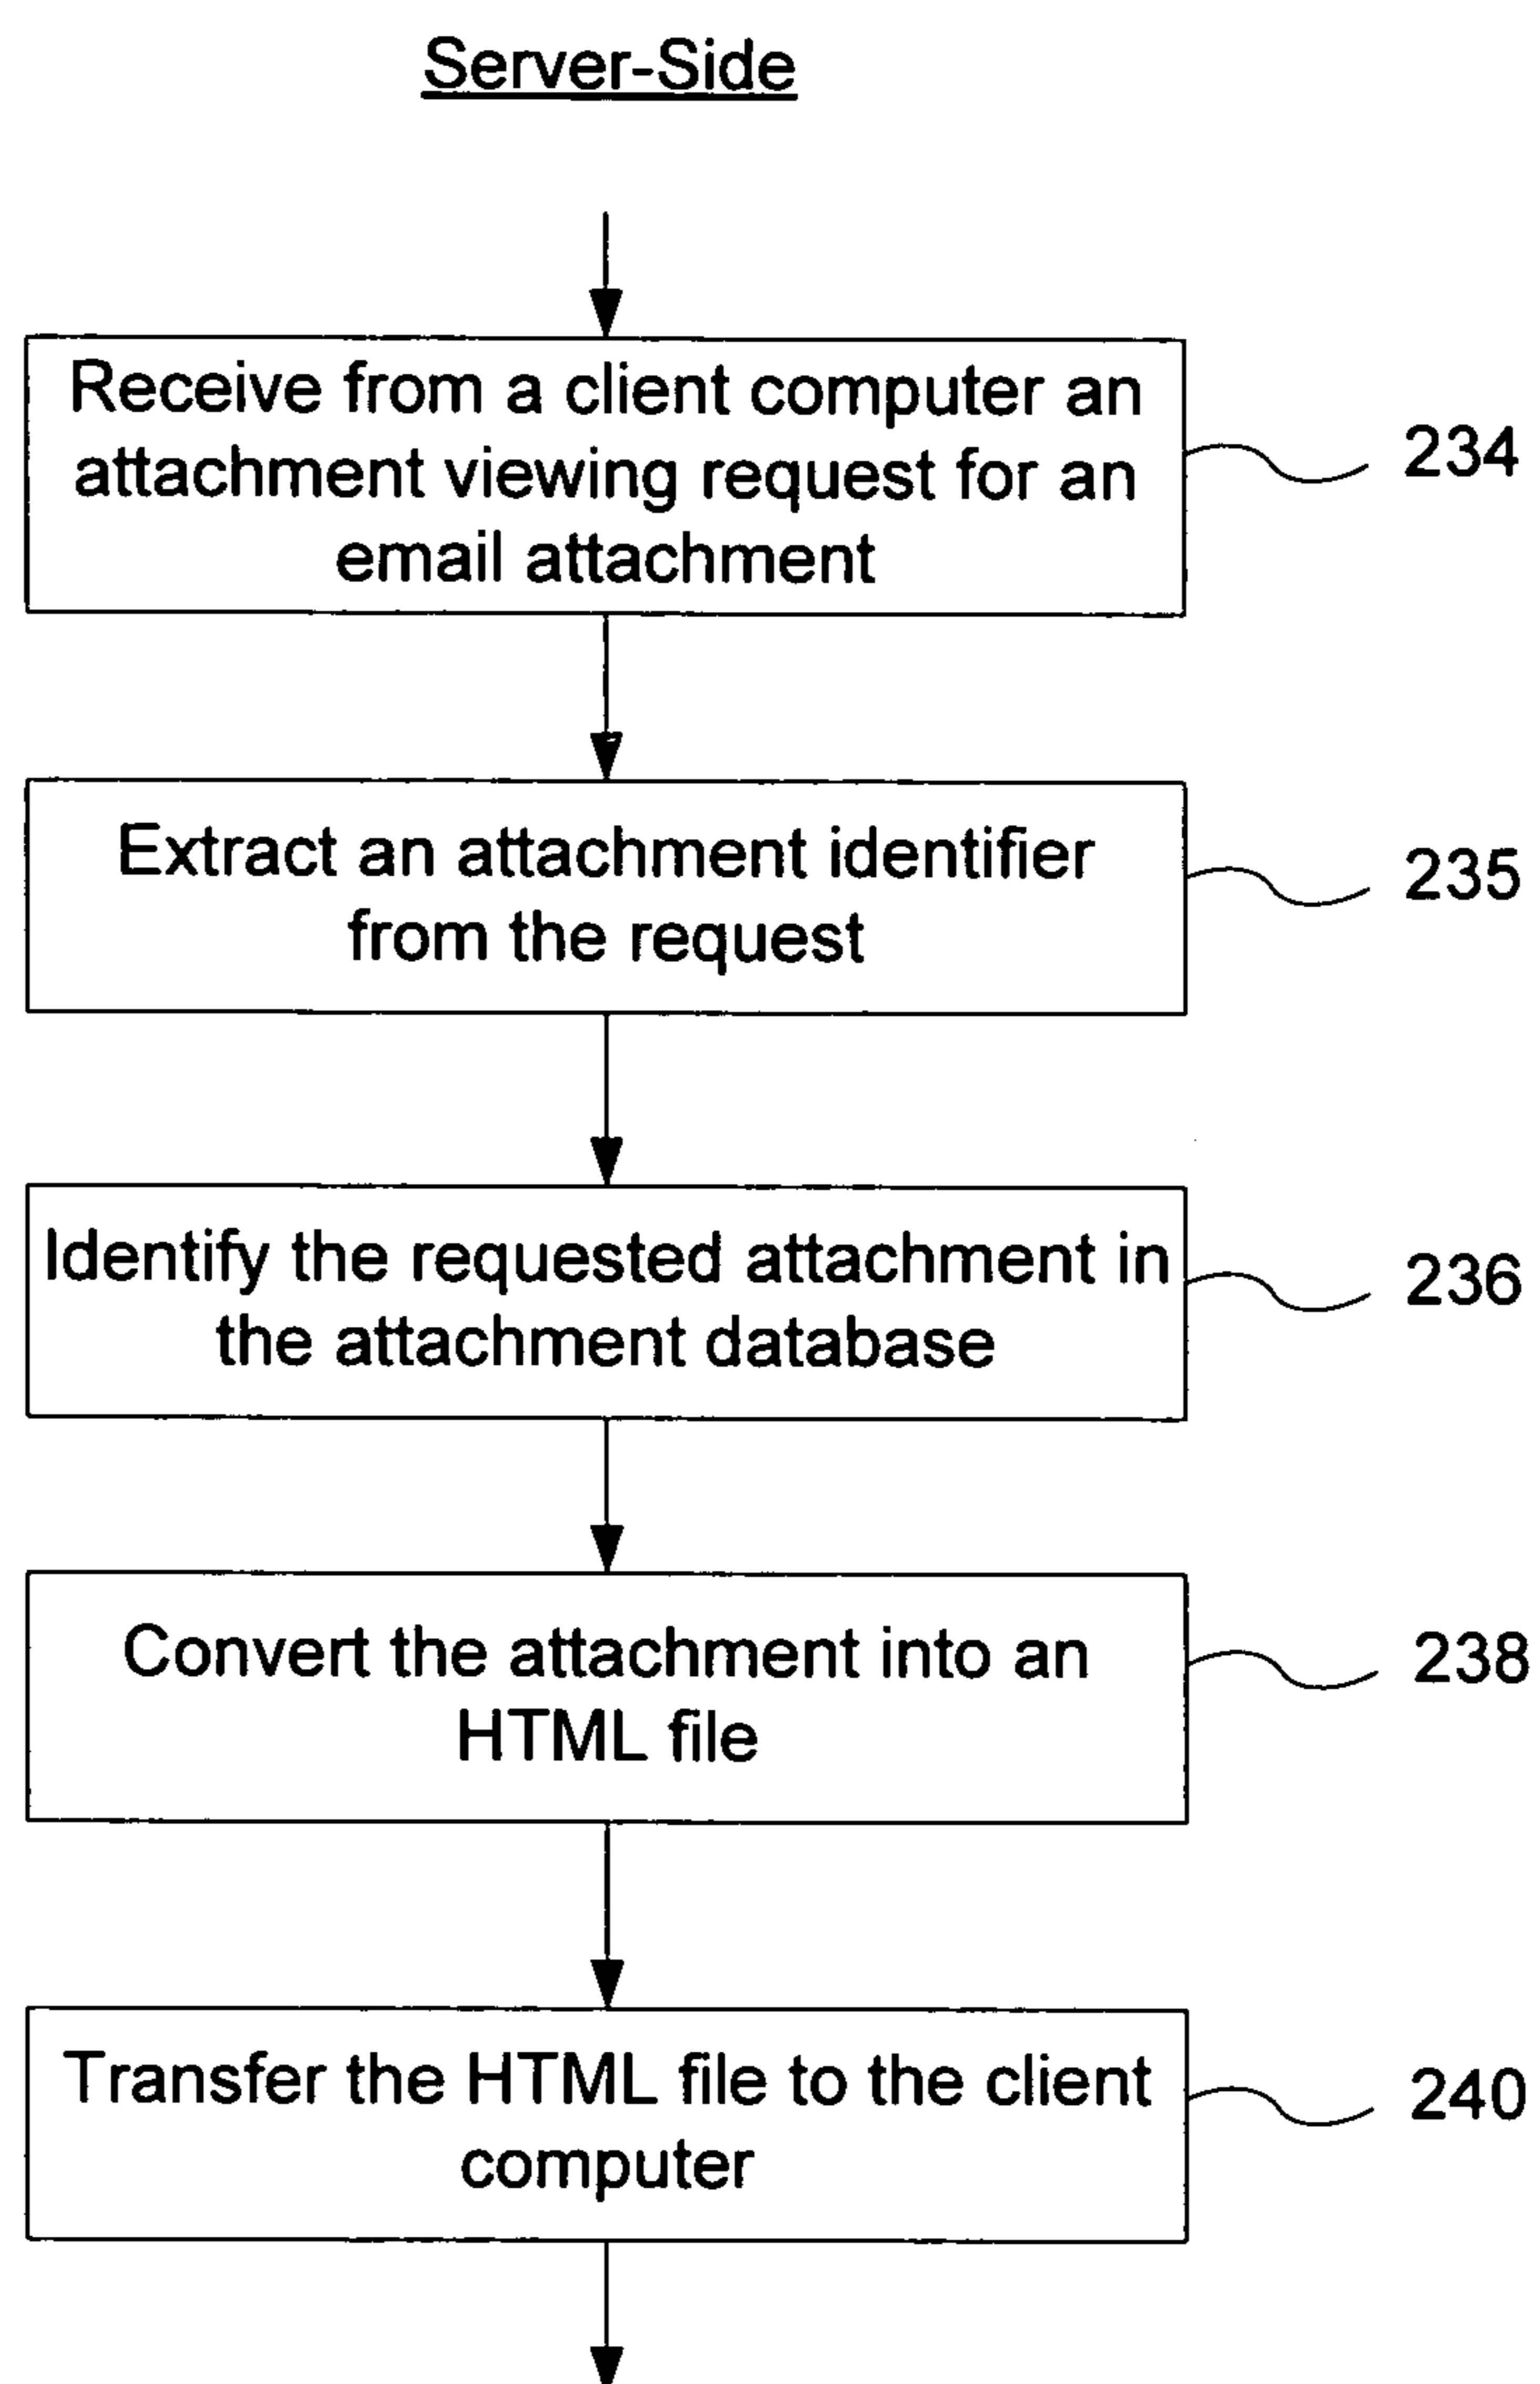 Server-Side
Receive from a client computer an
attachment viewing request for an
email attachment
234
Extract an attachment identifier
from the request
235
Identify the requested attachment in
the attachment database
236
Convert the attachment into an
HTML file
238
Transfer the HTML file to the client
computer
240